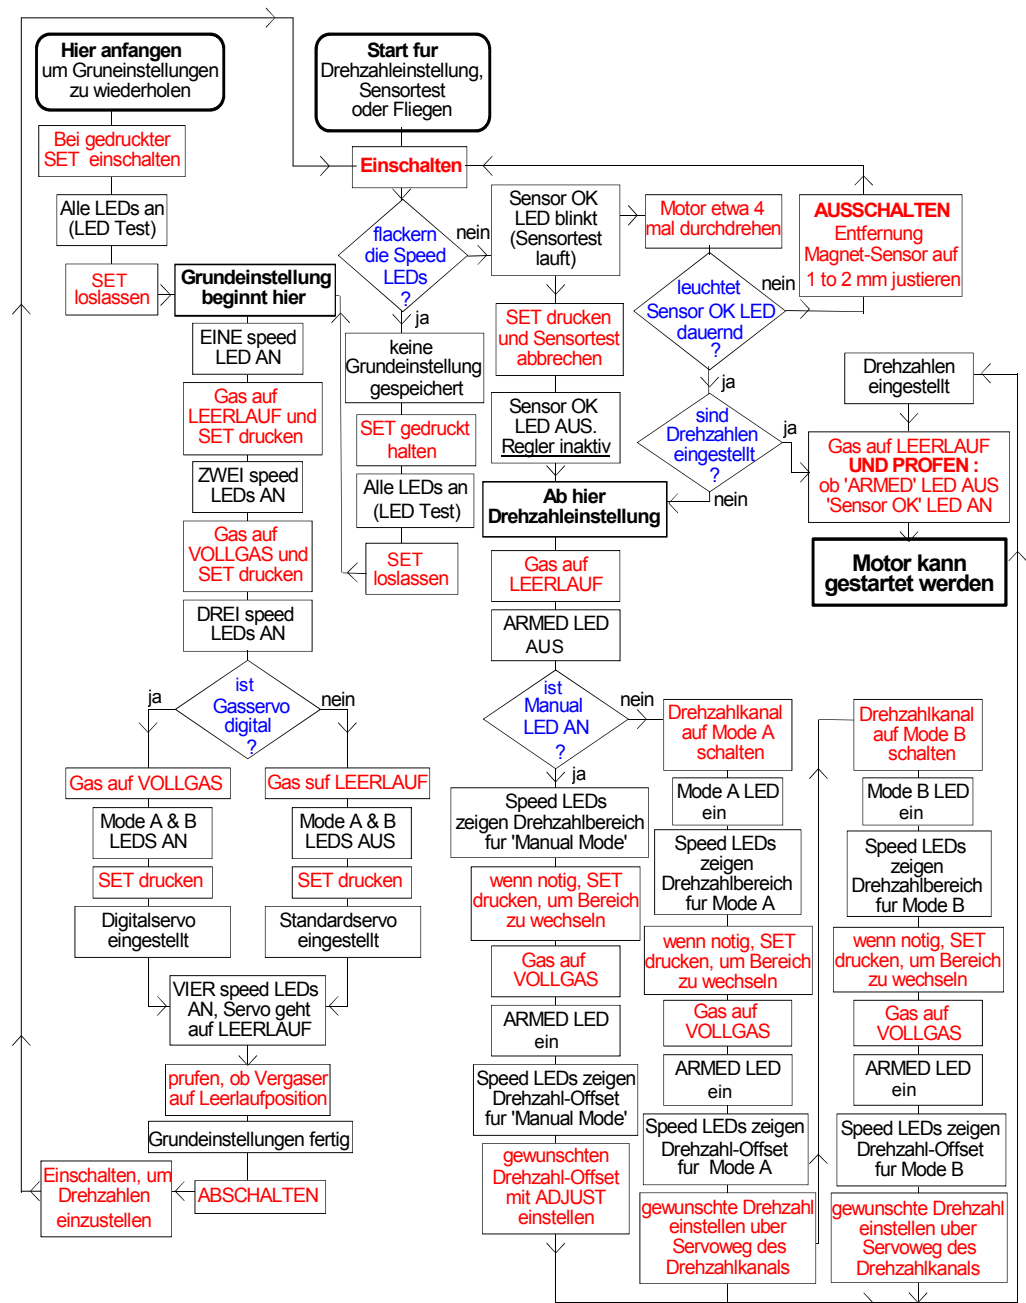 Hier anfangen
um Gruneinstellungen
zu wiederholen
Bei gedruckter
SET einschalten
Alle LEDs an
(LED Test)
SET
loslassen
Grundeinstellung
beginnt hier
EINE speed
LED AN
Gas auf
LEERLAUF und
SET drucken
ZWEI speed
LEDs AN
Gas auf
VOLLGAS und
SET drucken
DREI speed
LEDs AN
ist
Gasservo
digital
?
ja
nein
Gas auf VOLLGAS
Mode A & B
LEDS AN
SET drucken
Digitalservo
eingestellt
Gas suf LEERLAUF
Mode A & B
LEDS AUS
SET drucken
Standardservo
eingestellt
VIER speed LEDs
AN, Servo geht
auf LEERLAUF
prufen, ob Vergaser
auf Leerlaufposition
Grundeinstellungen fertig
ABSCHALTEN
Einschalten, um
Drehzahlen
einzustellen
Start fur
Drehzahleinstellung,
Sensortest
oder Fliegen
Einschalten
flackern
die Speed
LEDs
?
nein
ja
keine
Grundeinstellung
gespeichert
SET gedruckt
halten
Alle LEDs an
(LED Test)
SET
loslassen
Sensor OK
LED blinkt
(Sensortest
lauft)
SET drucken
und Sensortest
abbrechen
Sensor OK
LED AUS.
Regler inaktiv
Ab hier
Drehzahleinstellung
Motor etwa 4
mal durchdrehen
leuchtet
Sensor OK LED
dauernd
?
nein
ja
AUSSCHALTEN
Entfernung
Magnet-Sensor auf
1 to 2 mm justieren
sind
Drehzahlen
eingestellt
?
ja
nein
Drehzahlen
eingestellt
Gas auf LEERLAUF
UND PROFEN :
ob 'ARMED' LED AUS
'Sensor OK' LED AN
Motor kann
gestartet werden
Gas auf
LEERLAUF
ARMED LED
AUS
ist
Manual
LED AN
?
nein
ja
Speed LEDs
zeigen Drehzahlbereich
fur 'Manual Mode'
wenn notig, SET
drucken, um Bereich
zu wechseln
Gas auf
VOLLGAS
ARMED LED
ein
Speed LEDs zeigen
Drehzahl-Offset
fur 'Manual Mode'
gewunschten
Drehzahl-Offset
mit ADJUST
einstellen
Drehzahlkanal
auf Mode A
schalten
Mode A LED
ein
Speed LEDs
zeigen
Drehzahlbereich
fur Mode A
wenn notig, SET
drucken, um Bereich
zu wechseln
Gas auf
VOLLGAS
ARMED LED
ein
Speed LEDs zeigen
Drehzahl-Offset
fur Mode A
gewunschte Drehzahl
einstellen uber
Servoweg des
Drehzahlkanals
Drehzahlkanal
auf Mode B
schalten
Mode B LED
ein
Speed LEDs
zeigen
Drehzahlbereich
fur Mode B
wenn notig, SET
drucken, um Bereich
zu wechseln
Gas auf
VOLLGAS
ARMED LED
ein
Speed LEDs zeigen
Drehzahl-Offset
fur Mode B
gewunschte Drehzahl
einstellen uber
Servoweg des
Drehzahlkanals